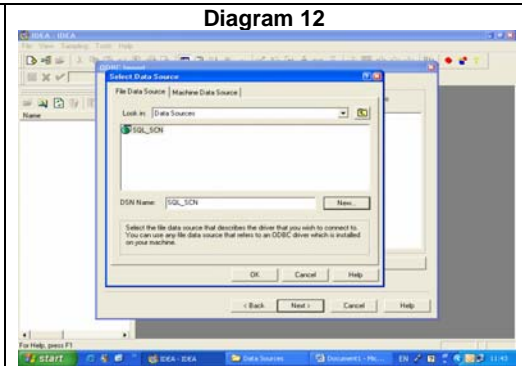 Diagram 12
IDEA - IDEA
File View Sampling Tools Help
Select Data Source
File Data Source Machine Data Source
Look in: Data Sources
SQL_SCN
DSN Name: SQL_SCN New...
Select the file data source that describes the driver that you wish to connect to.
You can use any file data source that refers to an ODBC driver which is installed
on your machine.
OK Cancel Help
< Back Next > Cancel Help
Name
For Help, press F1
start IDEA - IDEA Data Sources Document1 - Mic... EN 11:43